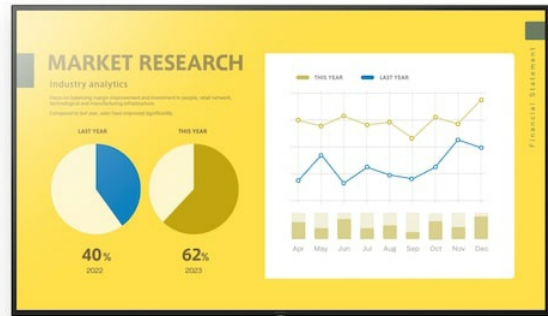 MARKET RESEARCH
Industry analytics
Compared to last year, sales have improved significantly.
LAST YEAR
THIS YEAR
40%
2022
62%
2023
THIS YEAR
LAST YEAR
Apr May Jun Jul Aug Sep Oct Nov Dec
Financial Statement